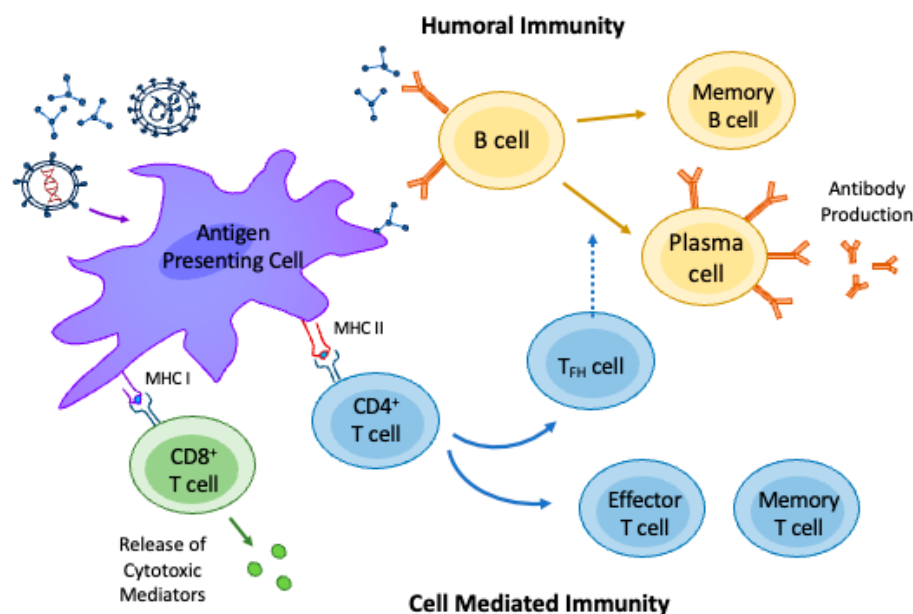 Humoral Immunity
Memory
B cell
B cell
Antibody
Production
Plasma
cell
Antigen
Presenting Cell
MHC II
MHC I
T_FH cell
CD4⁺
T cell
CD8⁺
T cell
Effector
T cell
Memory
T cell
Release of
Cytotoxic
Mediators
Cell Mediated Immunity